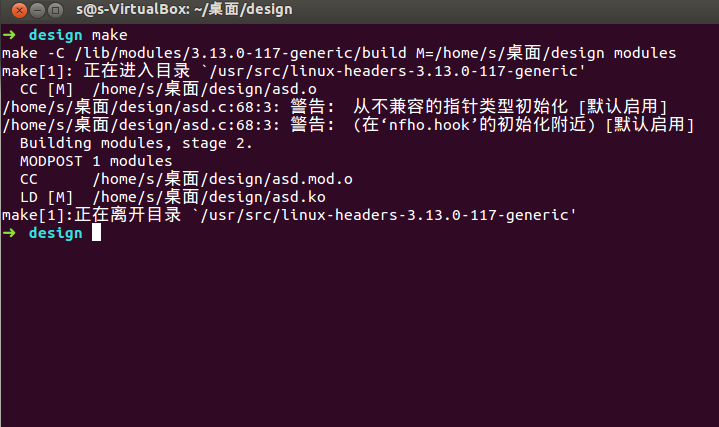 s@s-VirtualBox: ~/桌面/design
➜ design make
make -C /lib/modules/3.13.0-117-generic/build M=/home/s/桌面/design modules
make[1]: 正在进入目录 `/usr/src/linux-headers-3.13.0-117-generic'
CC [M] /home/s/桌面/design/asd.o
/home/s/桌面/design/asd.c:68:3: 警告： 从不兼容的指针类型初始化 [默认启用]
/home/s/桌面/design/asd.c:68:3: 警告： (在‘nfho.hook’的初始化附近) [默认启用]
Building modules, stage 2.
MODPOST 1 modules
CC /home/s/桌面/design/asd.mod.o
LD [M] /home/s/桌面/design/asd.ko
make[1]:正在离开目录 `/usr/src/linux-headers-3.13.0-117-generic'
➜ design